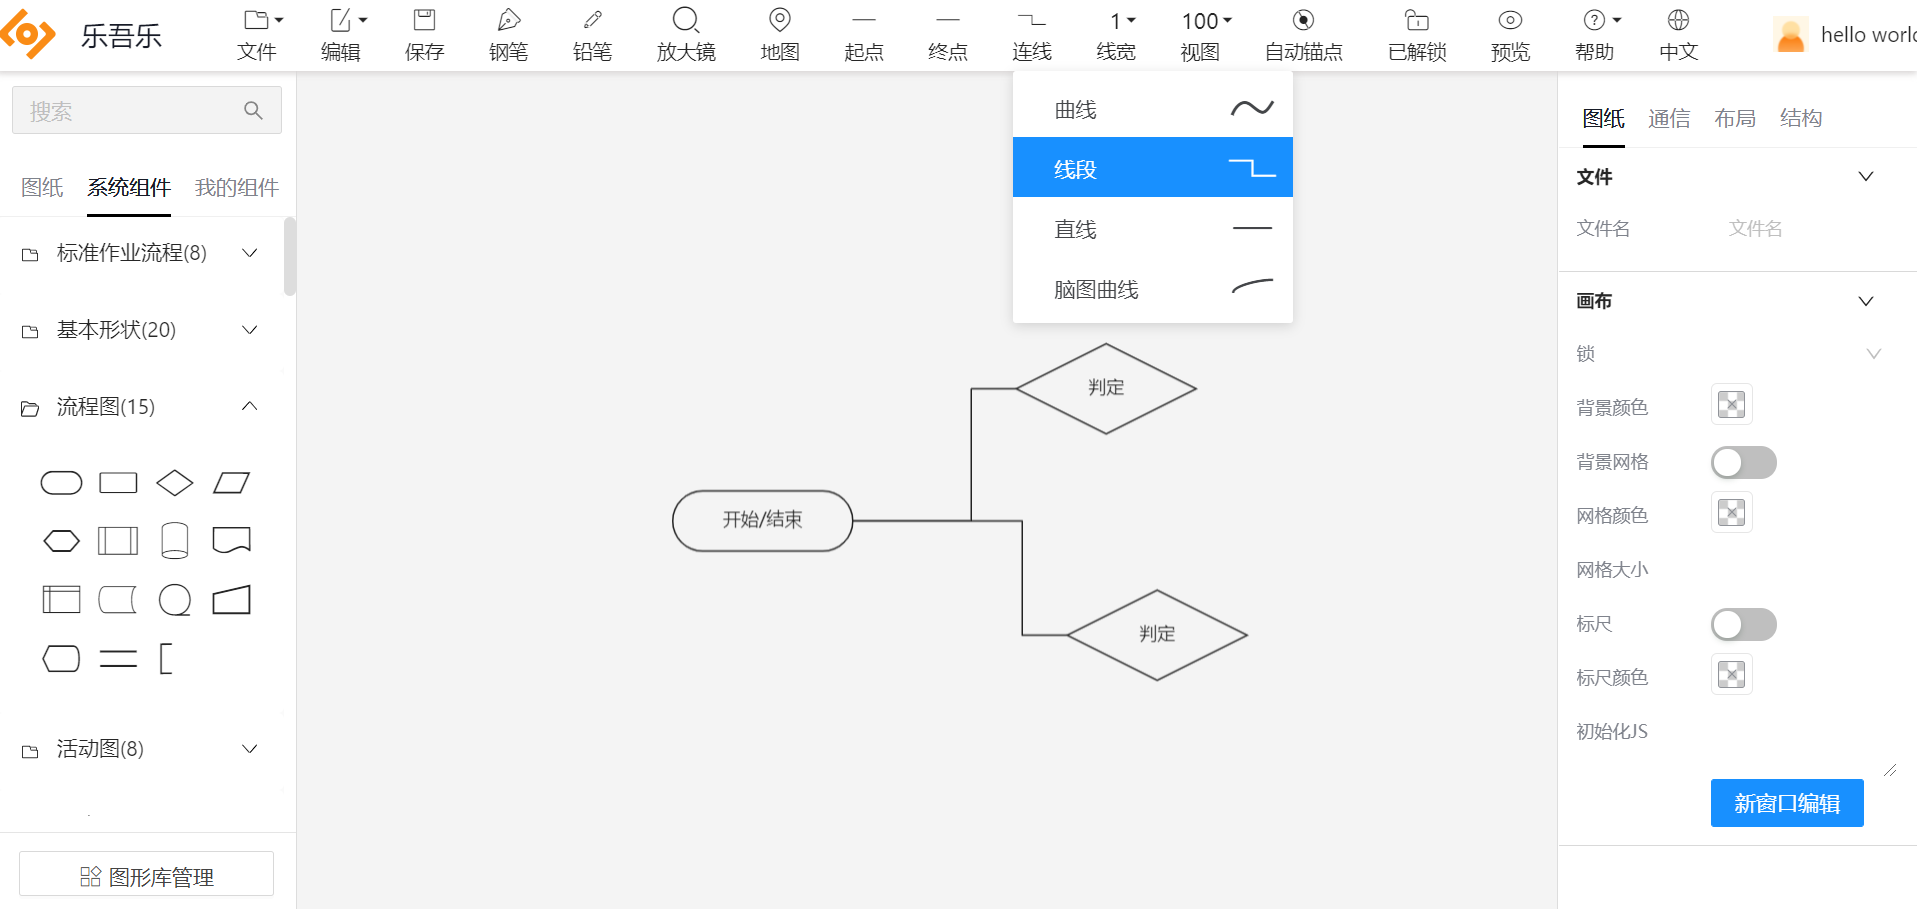 乐吾乐
文件
编辑
保存
钢笔
铅笔
放大镜
地图
起点
终点
连线
1
线宽
100
视图
自动锚点
已解锁
预览
帮助
中文
hello worl
搜索
图纸 系统组件 我的组件
标准作业流程(8)
基本形状(20)
流程图(15)
活动图(8)
图形库管理
曲线
线段
直线
脑图曲线
判定
开始/结束
判定
图纸 通信 布局 结构
文件
文件名 文件名
画布
锁
背景颜色
背景网格
网格颜色
网格大小
标尺
标尺颜色
初始化JS
新窗口编辑